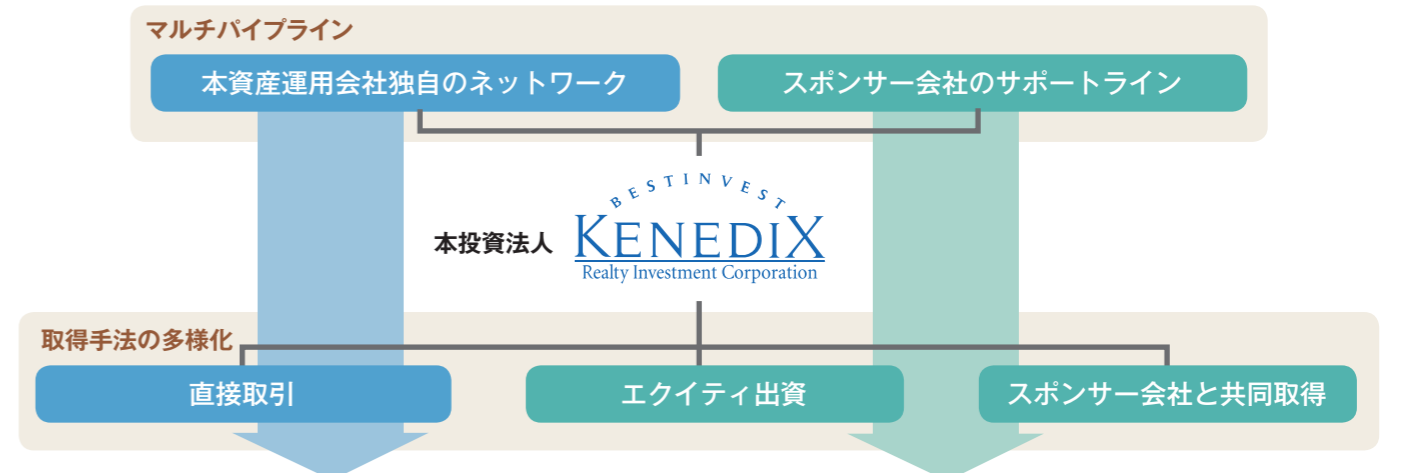 マルチパイプライン
本資産運用会社独自のネットワーク
スポンサー会社のサポートライン
BESTINVEST
本投資法人
KENEDIX
Realty Investment Corporation
取得手法の多様化
直接取引
エクイティ出資
スポンサー会社と共同取得